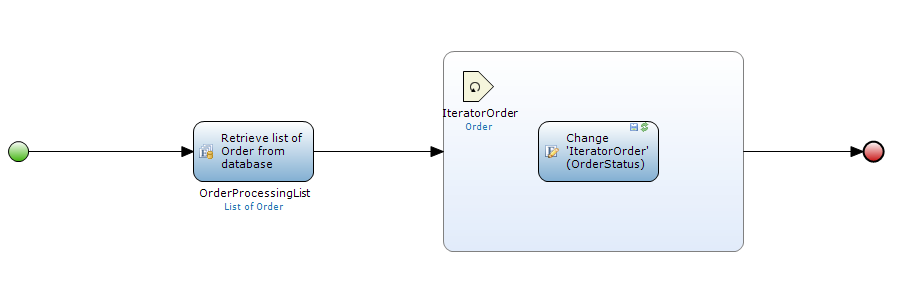 Retrieve list of
Order from
database
OrderProcessingList
List of Order
IteratorOrder
Order
Change
'IteratorOrder'
(OrderStatus)